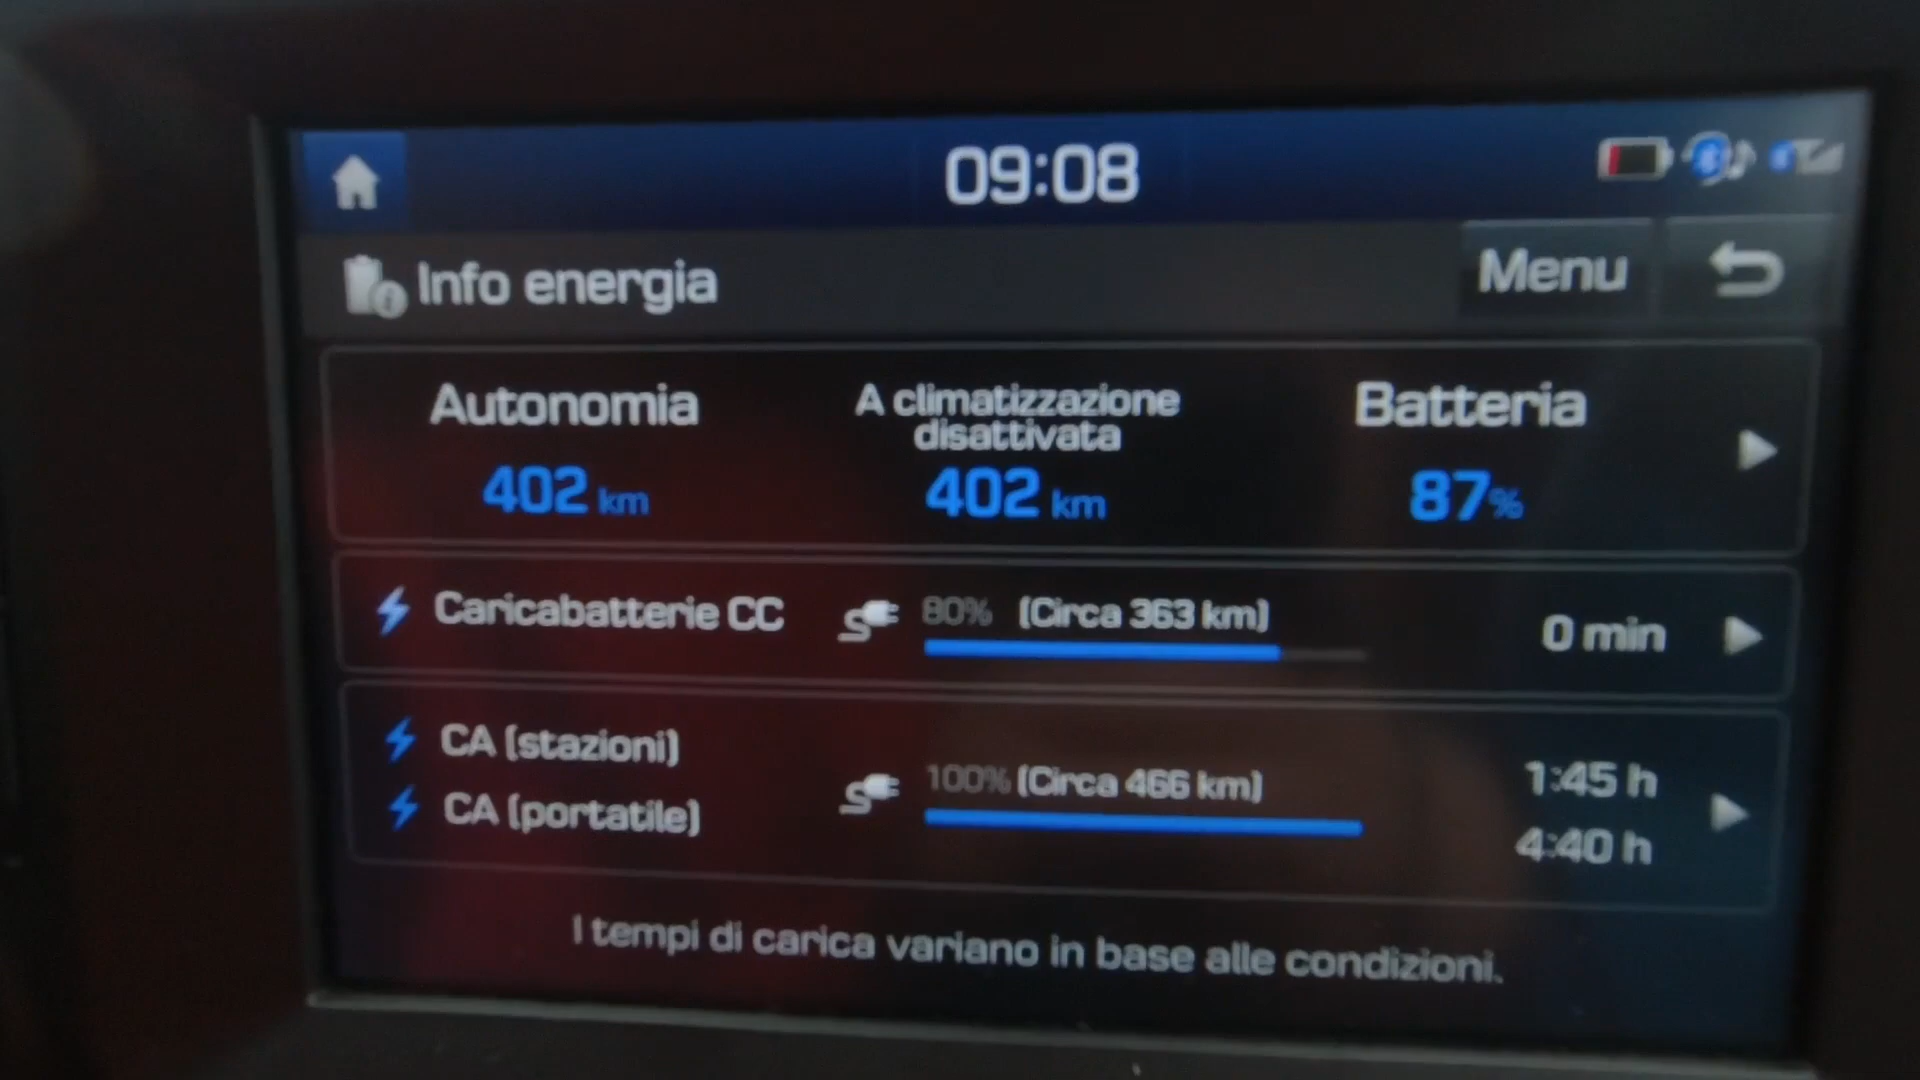 09:08
Info energia
Menu
Autonomia
A climatizzazione
disattivata
Batteria
402 km
402 km
87%
Caricabatterie CC
80% (Circa 363 km)
0 min
CA (stazioni)
CA (portatile)
100% (Circa 466 km)
1:45 h
4:40 h
I tempi di carica variano in base alle condizioni.